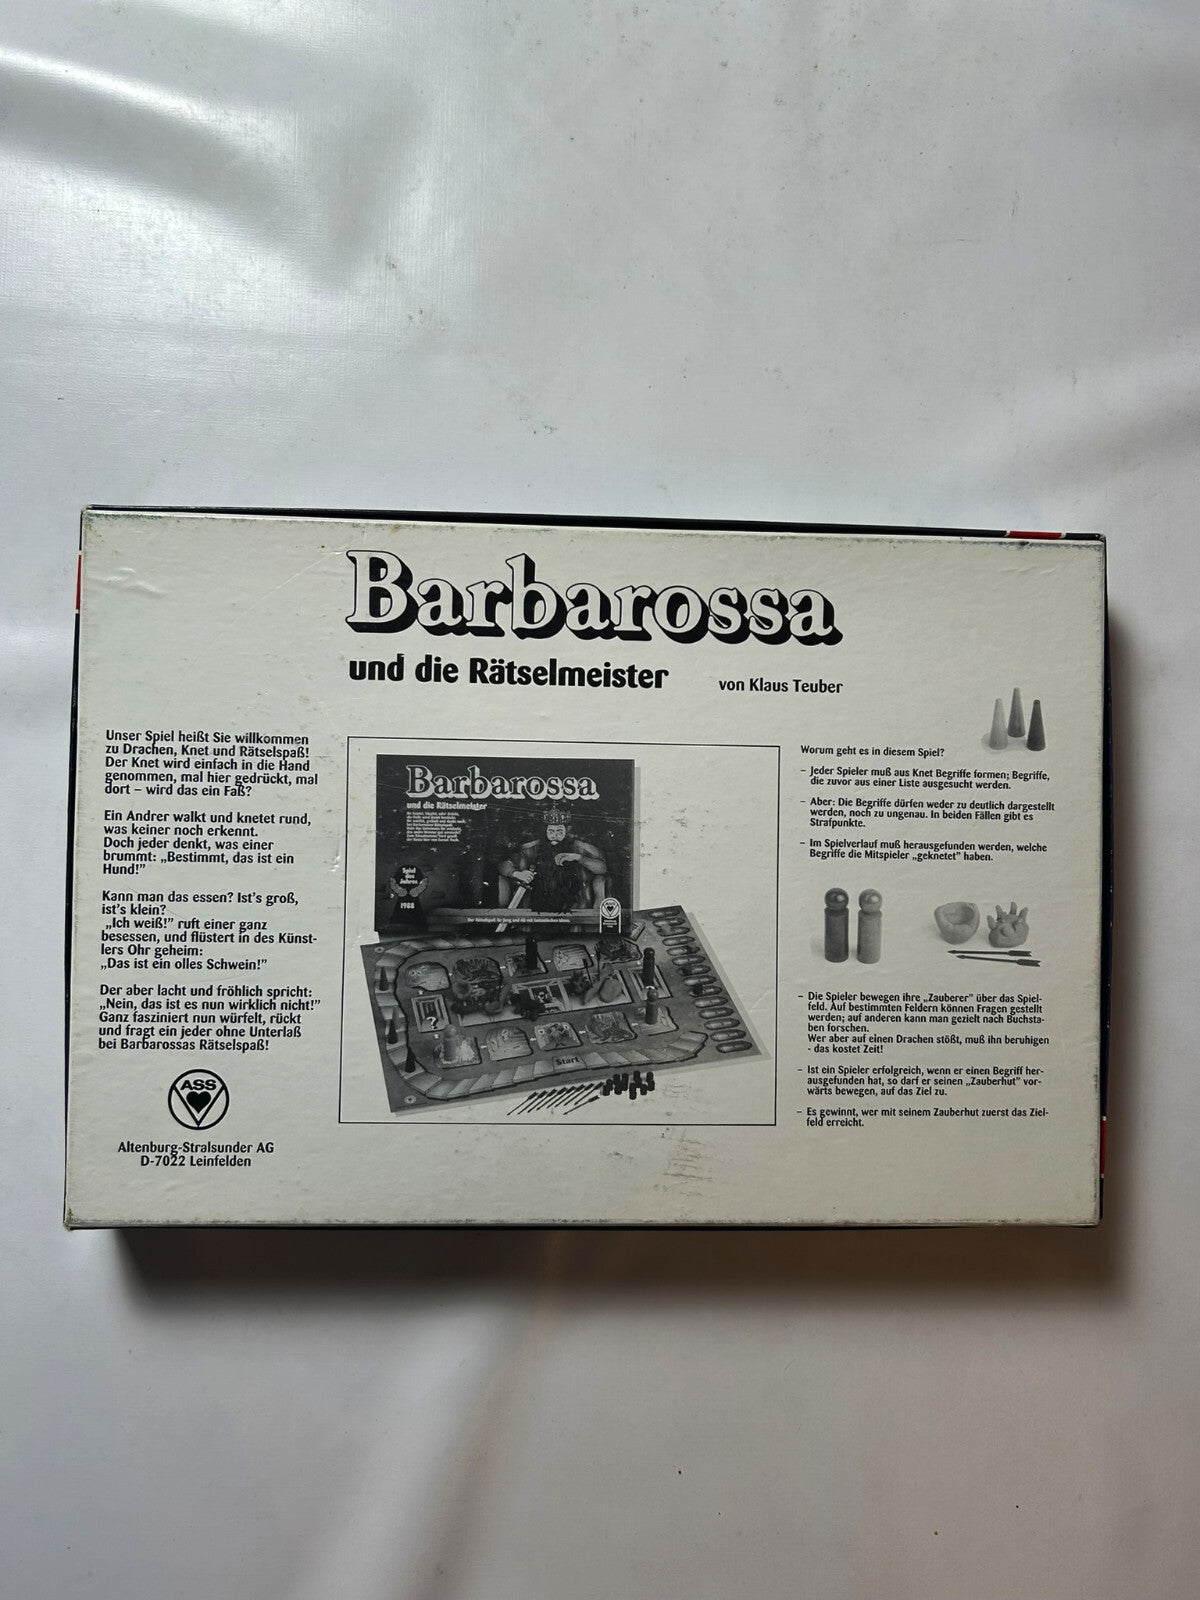 Barbarossa
und die Rätselmeister
von Klaus Teuber
Unser Spiel heißt Sie willkommen
zu Drachen, Knet und Rätselspaß!
Der Knet wird einfach in die Hand
genommen, mal hier gedrückt, mal
dort – wird das ein Faß?
Ein Andrer walkt und knetet rund,
was keiner noch erkennt.
Doch jeder denkt, was einer
brummt: „Bestimmt, das ist ein
Hund!"
Kann man das essen? Ist's groß,
ist's klein?
„Ich weiß!" ruft einer ganz
besessen, und flüstert in des Künst-
lers Ohr geheim:
„Das ist ein olles Schwein!"
Der aber lacht und fröhlich spricht:
„Nein, das ist es nun wirklich nicht!"
Ganz fasziniert nun würfelt, rückt
und fragt ein jeder ohne Unterlaß
bei Barbarossas Rätselspaß!
ASS
Altenburg-Stralsunder AG
D-7022 Leinfelden
Barbarossa
und die Rätselmeister
Spiel
des
Jahres
1988
Start
Worum geht es in diesem Spiel?
– Jeder Spieler muß aus Knet Begriffe formen; Begriffe,
die zuvor aus einer Liste ausgesucht werden.
– Aber: Die Begriffe dürfen weder zu deutlich dargestellt
werden, noch zu ungenau. In beiden Fällen gibt es
Strafpunkte.
– Im Spielverlauf muß herausgefunden werden, welche
Begriffe die Mitspieler „geknetet" haben.
– Die Spieler bewegen ihre „Zauberer" über das Spiel-
feld. Auf bestimmten Feldern können Fragen gestellt
werden; auf anderen kann man gezielt nach Buchsta-
ben forschen.
Wer aber auf einen Drachen stößt, muß ihn beruhigen
- das kostet Zeit!
– Ist ein Spieler erfolgreich, wenn er einen Begriff her-
ausgefunden hat, so darf er seinen „Zauberhut" vor-
wärts bewegen, auf das Ziel zu.
– Es gewinnt, wer mit seinem Zauberhut zuerst das Ziel-
feld erreicht.